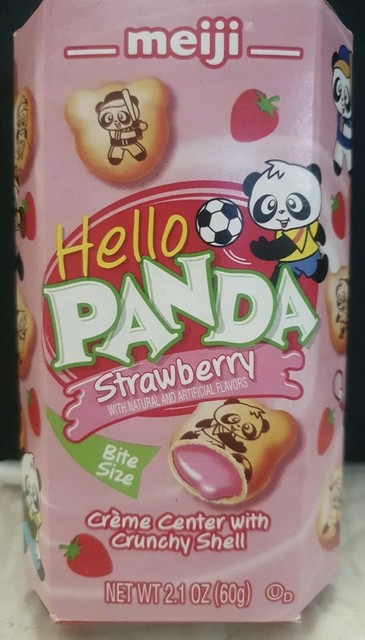 meiji
Hello
PANDA
Strawberry
WITH NATURAL AND ARTIFICIAL FLAVORS
Bite
Size
Crème Center with
Crunchy Shell
NET WT 2.1 OZ (60g) UD